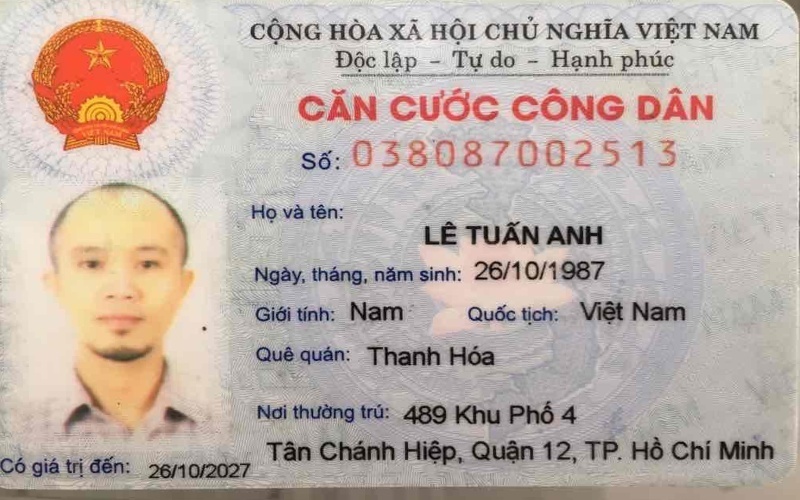 CỘNG HÒA XÃ HỘI CHỦ NGHĨA VIỆT NAM
Độc lập - Tự do - Hạnh phúc
CĂN CƯỚC CÔNG DÂN
Số: 038087002513
Họ và tên:
LÊ TUẤN ANH
Ngày, tháng, năm sinh: 26/10/1987
Giới tính: Nam Quốc tịch: Việt Nam
Quê quán: Thanh Hóa
Nơi thường trú: 489 Khu Phố 4
Tân Chánh Hiệp, Quận 12, TP. Hồ Chí Minh
Có giá trị đến: 26/10/2027
VIỆT NAM